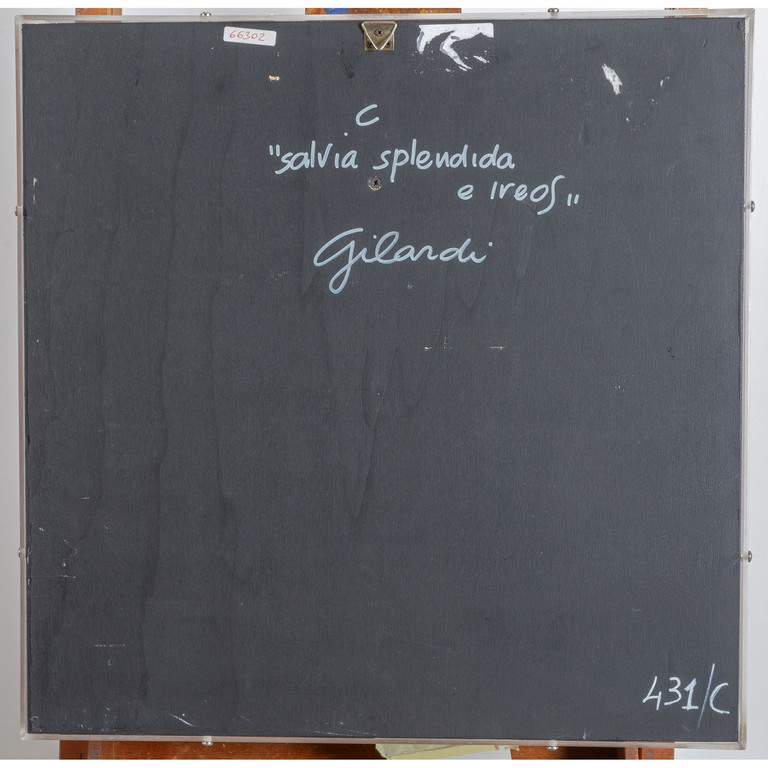 66302
C
"salvia splendida
e ireos"
Gilardi
431/C